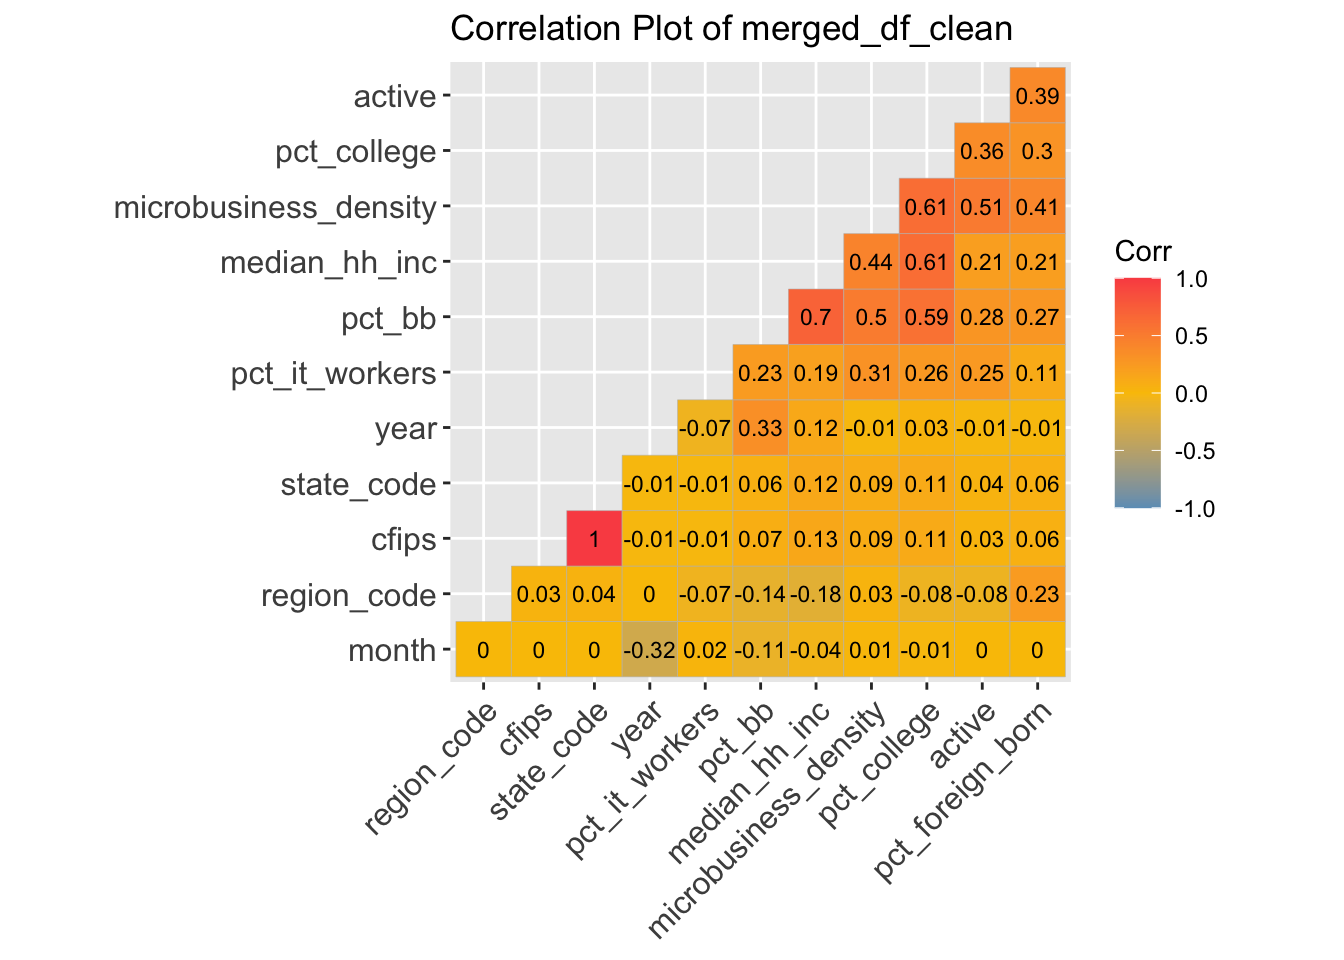 Correlation Plot of merged_df_clean
active 0.39
pct_college 0.36 0.3
microbusiness_density 0.61 0.51 0.41
median_hh_inc 0.44 0.61 0.21 0.21
pct_bb 0.7 0.5 0.59 0.28 0.27
pct_it_workers 0.23 0.19 0.31 0.26 0.25 0.11
year -0.07 0.33 0.12 -0.01 0.03 -0.01 -0.01
state_code -0.01 -0.01 0.06 0.12 0.09 0.11 0.04 0.06
cfips 1 -0.01 -0.01 0.07 0.13 0.09 0.11 0.03 0.06
region_code 0.03 0.04 0 -0.07 -0.14 -0.18 0.03 -0.08 -0.08 0.23
month 0 0 0 -0.32 0.02 -0.11 -0.04 0.01 -0.01 0 0
region_code
cfips
state_code
year
pct_it_workers
pct_bb
median_hh_inc
microbusiness_density
pct_college
active
pct_foreign_born
Corr
1.0
0.5
0.0
-0.5
-1.0